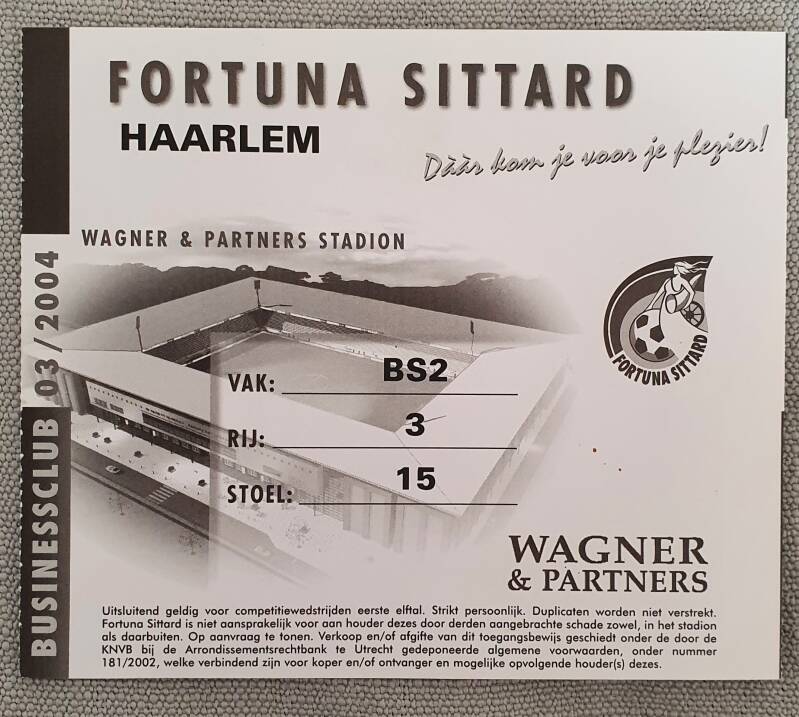 FORTUNA SITTARD
HAARLEM
Dààr kom je voor je plezier!
WAGNER & PARTNERS STADION
BUSINESSCLUB 03/2004
FORTUNA SITTARD
VAK: BS2
RIJ: 3
STOEL: 15
WAGNER
& PARTNERS
Uitsluitend geldig voor competitiewedstrijden eerste elftal. Strikt persoonlijk. Duplicaten worden niet verstrekt.
Fortuna Sittard is niet aansprakelijk voor aan houder dezes door derden aangebrachte schade zowel, in het stadion
als daarbuiten. Op aanvraag te tonen. Verkoop en/of afgifte van dit toegangsbewijs geschiedt onder de door de
KNVB bij de Arrondissementsrechtbank te Utrecht gedeponeerde algemene voorwaarden, onder nummer
181/2002, welke verbindend zijn voor koper en/of ontvanger en mogelijke opvolgende houder(s) dezes.